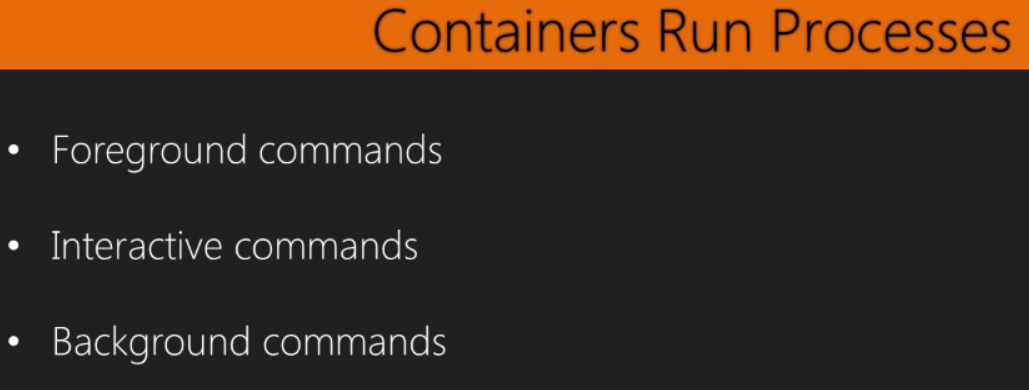 Containers Run Processes
• Foreground commands
• Interactive commands
• Background commands